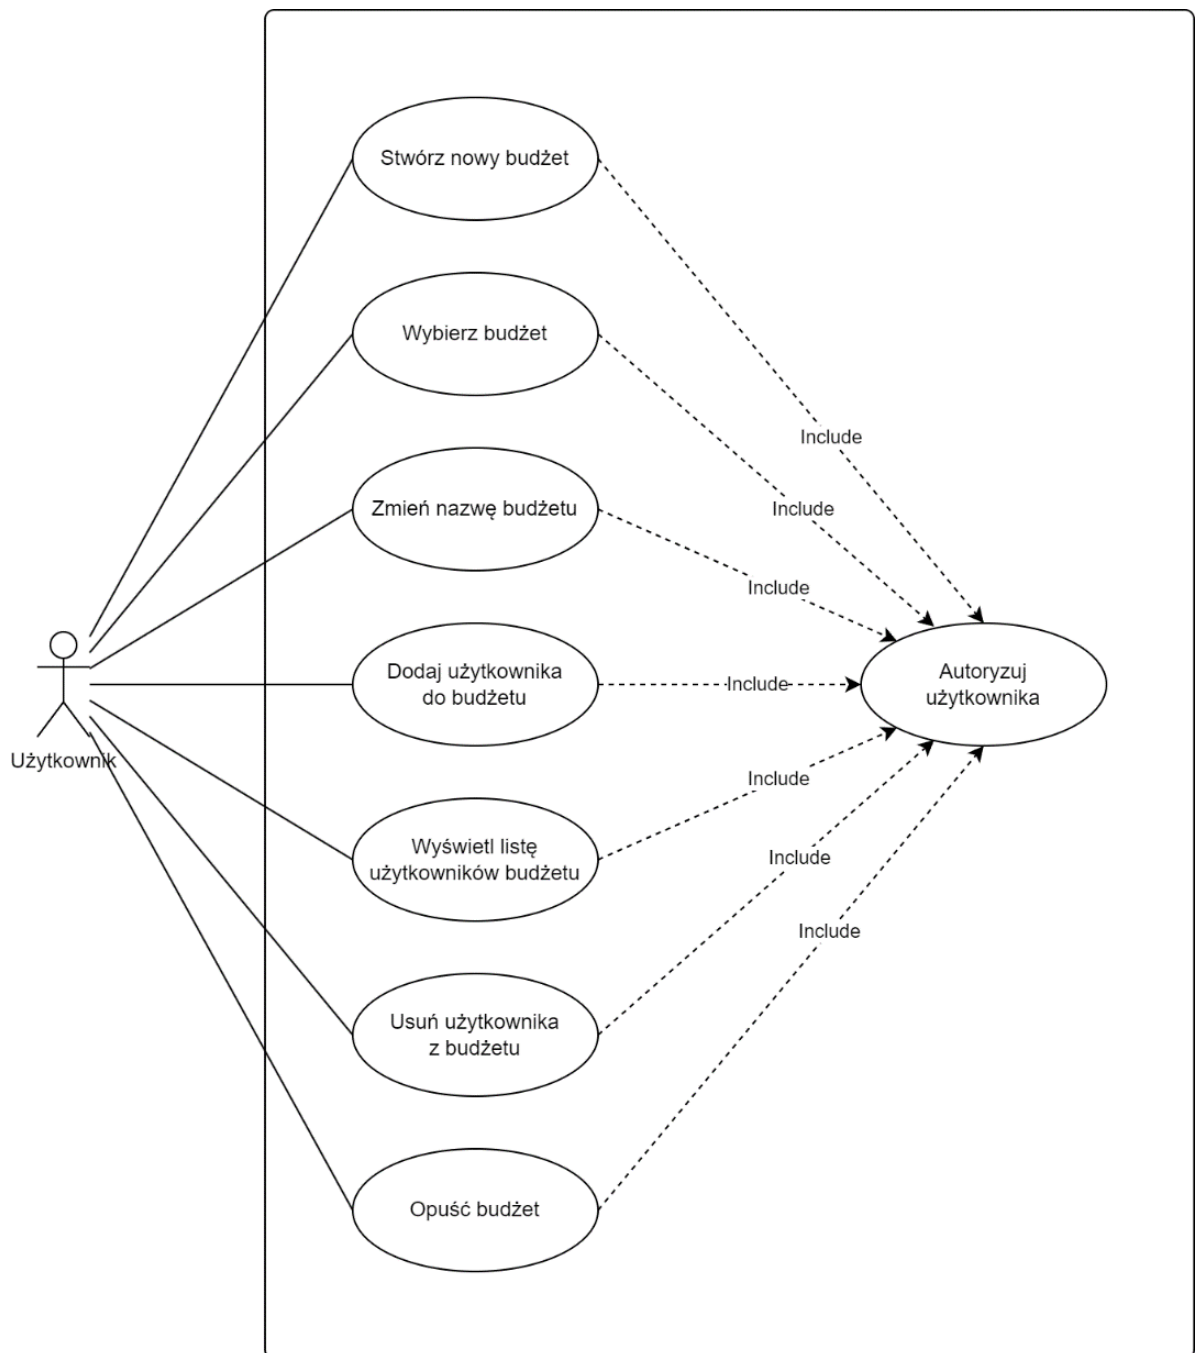 Stwórz nowy budżet
Wybierz budżet
Include
Zmień nazwę budżetu
Include
Include
Dodaj użytkownika
do budżetu
Include
Autoryzuj
użytkownika
Użytkownik
Wyświetl listę
użytkowników budżetu
Include
Include
Usuń użytkownika
z budżetu
Include
Opuść budżet